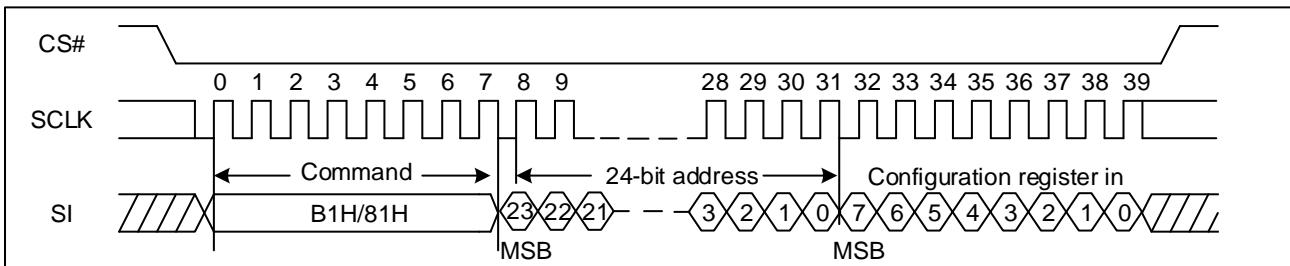 CS#
0 1 2 3 4 5 6 7 8 9 28 29 30 31 32 33 34 35 36 37 38 39
SCLK
Command 24-bit address Configuration register in
SI B1H/81H 23 22 21 3 2 1 0 7 6 5 4 3 2 1 0
MSB MSB